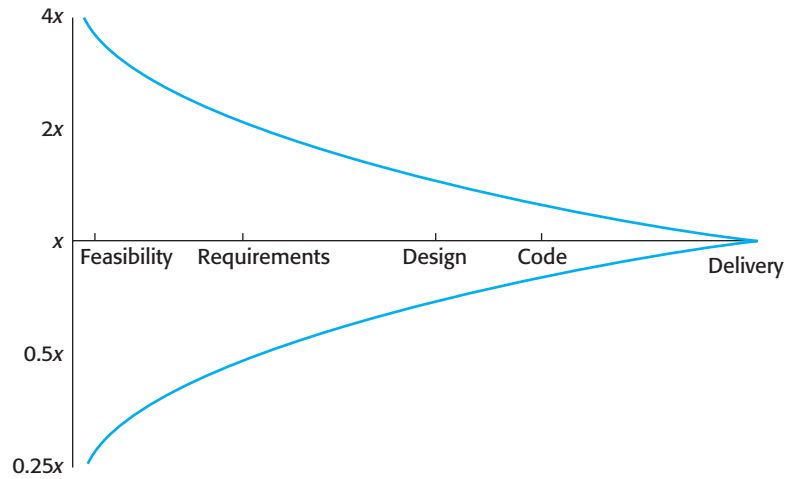 4x
2x
x
Feasibility Requirements Design Code
Delivery
0.5x
0.25x